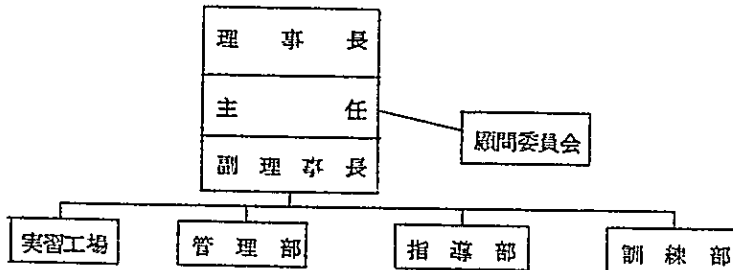 理事長
主任
副理事長
顧問委員会
実習工場
管理部
指導部
訓練部